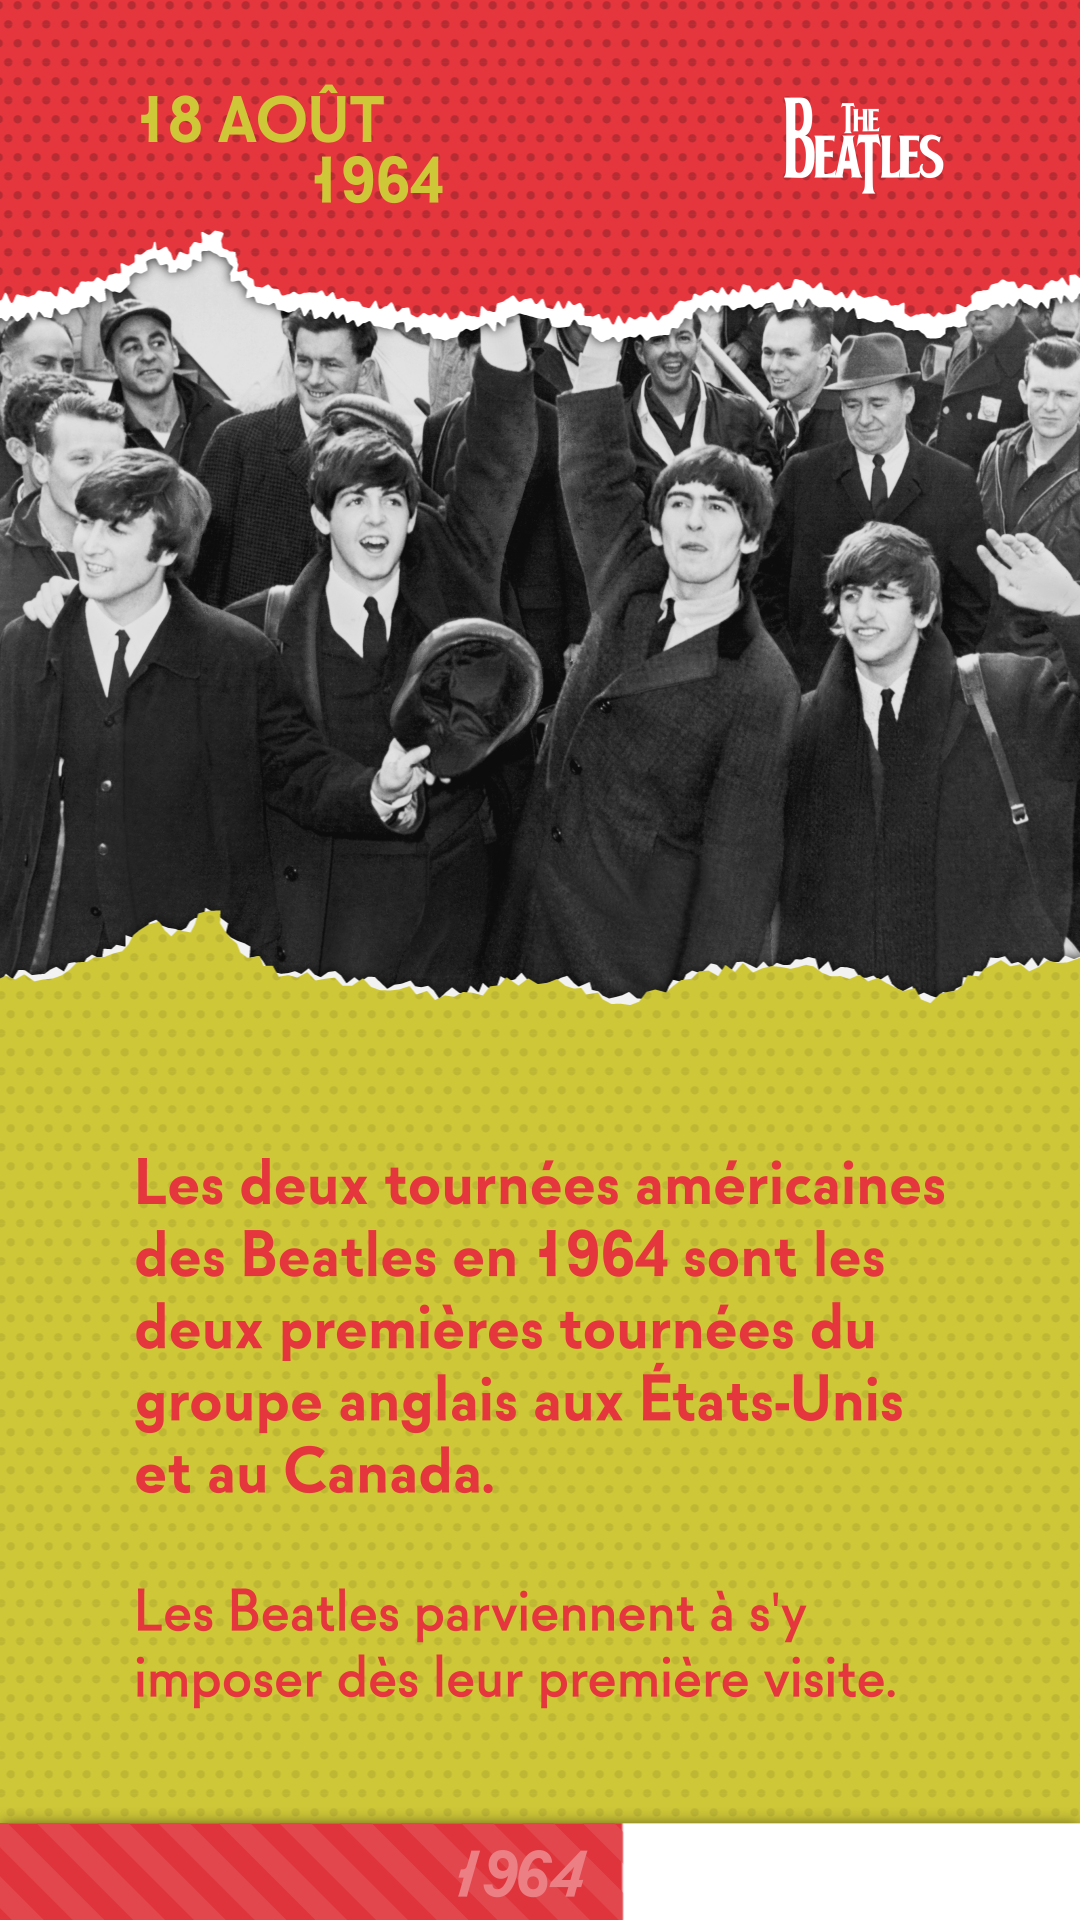 18 AOÛT
1964
THE
BEATLES
Les deux tournées américaines
des Beatles en 1964 sont les
deux premières tournées du
groupe anglais aux États-Unis
et au Canada.
Les Beatles parviennent à s'y
imposer dès leur première visite.
1964